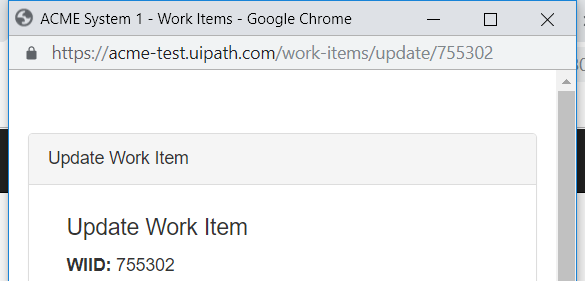 ACME System 1 - Work Items - Google Chrome
https://acme-test.uipath.com/work-items/update/755302
Update Work Item
Update Work Item
WIID: 755302